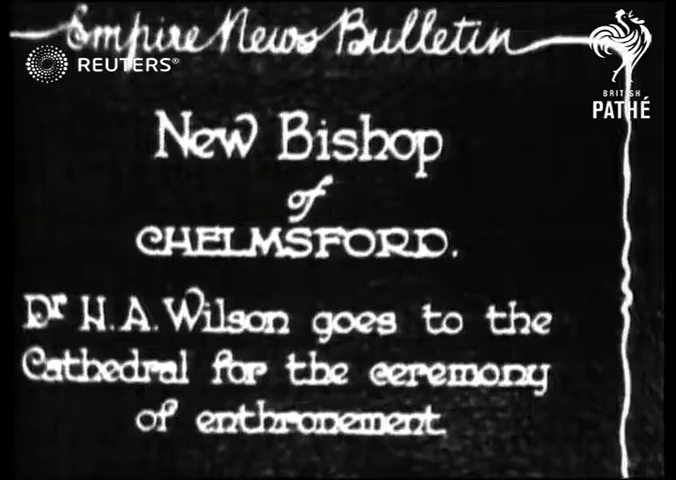 Empire News Bulletin
REUTERS®
BRITISH
PATHÉ
New Bishop
of
CHELMSFORD.
Dr H.A. Wilson goes to the
Cathedral for the ceremony
of enthronement.